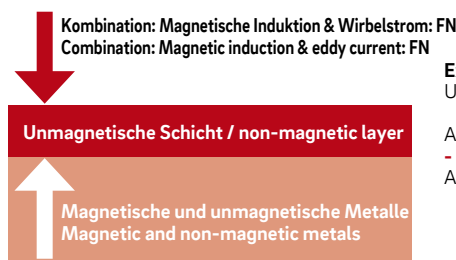 Kombination: Magnetische Induktion & Wirbelstrom: FN
Combination: Magnetic induction & eddy current: FN
Unmagnetische Schicht / non-magnetic layer
Magnetische und unmagnetische Metalle
Magnetic and non-magnetic metals
E
U
A
-
A